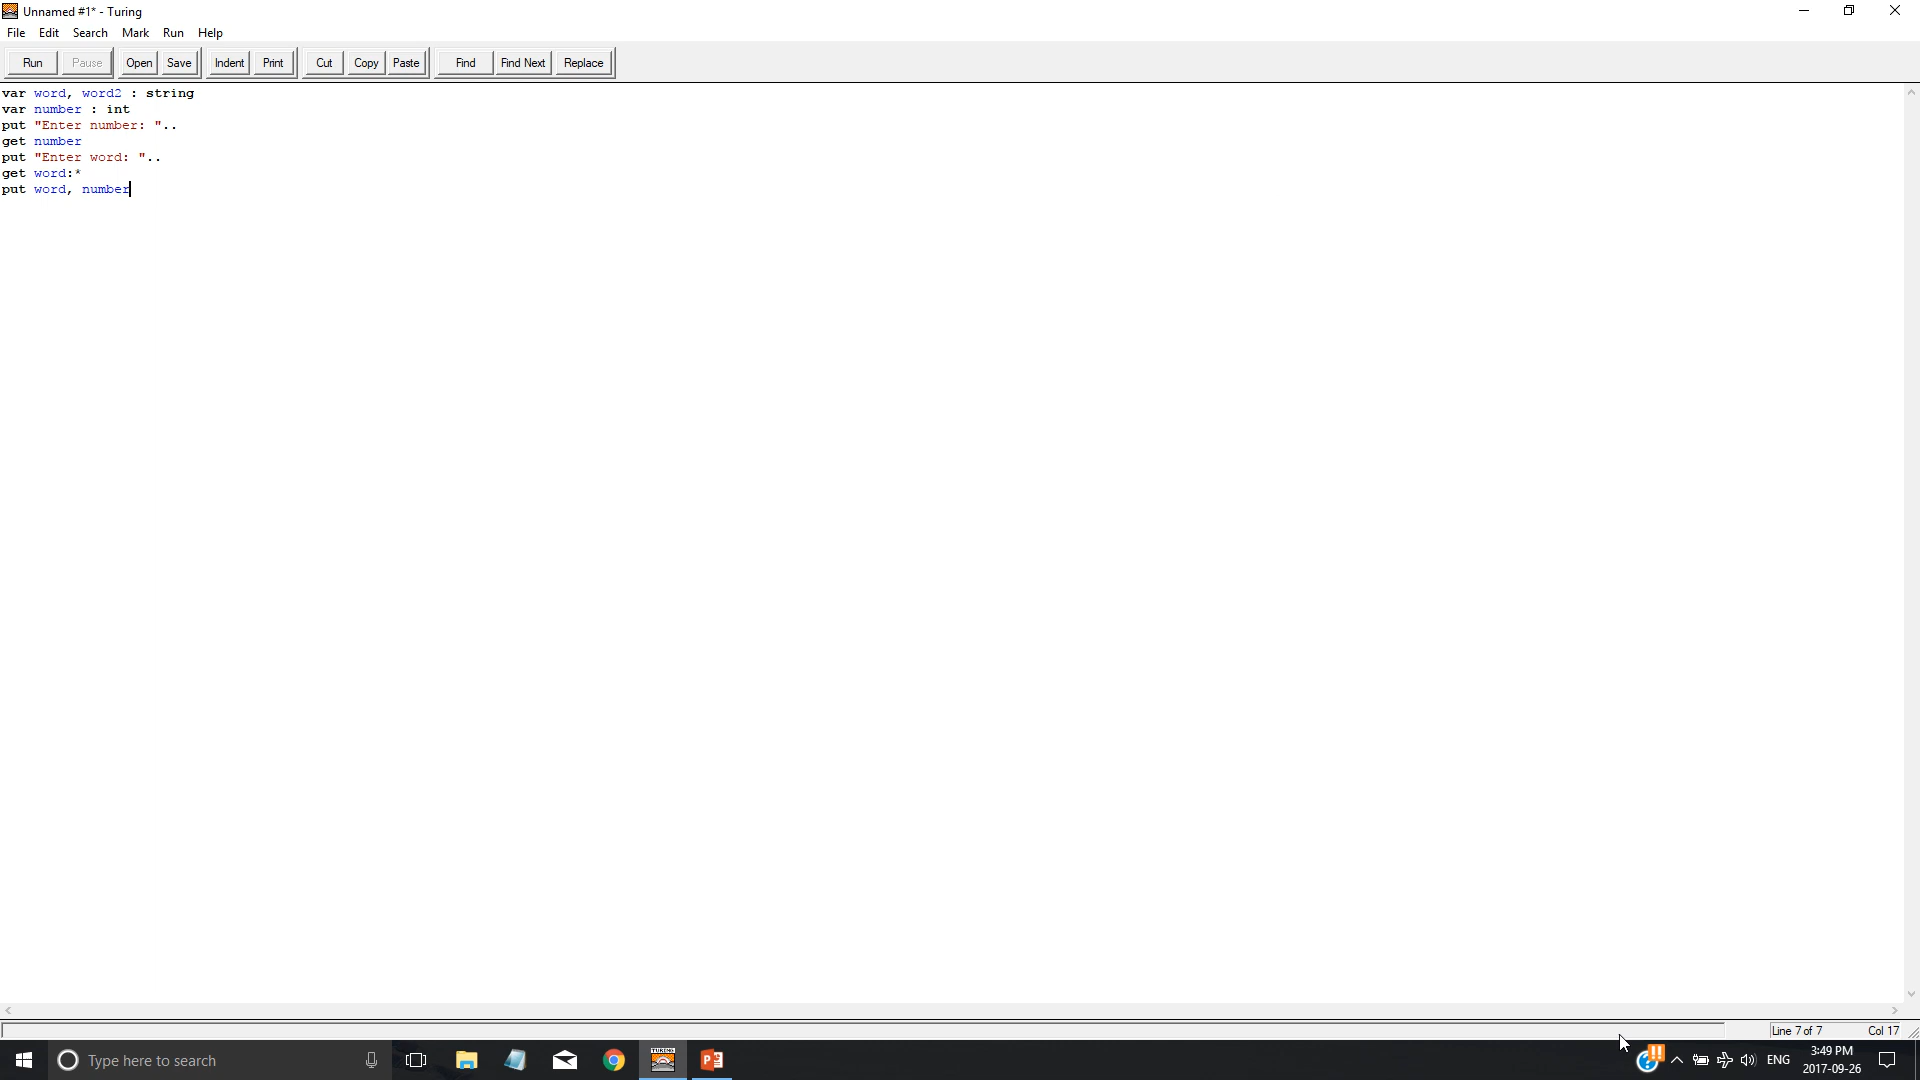 Unnamed #1* - Turing
File Edit Search Mark Run Help
Run Pause Open Save Indent Print Cut Copy Paste Find Find Next Replace
var word, word2 : string
var number : int
put "Enter number: "..
get number
put "Enter word: "..
get word:*
put word, number
Line 7 of 7 Col 17
Type here to search
TURING
ENG
3:49 PM
2017-09-26